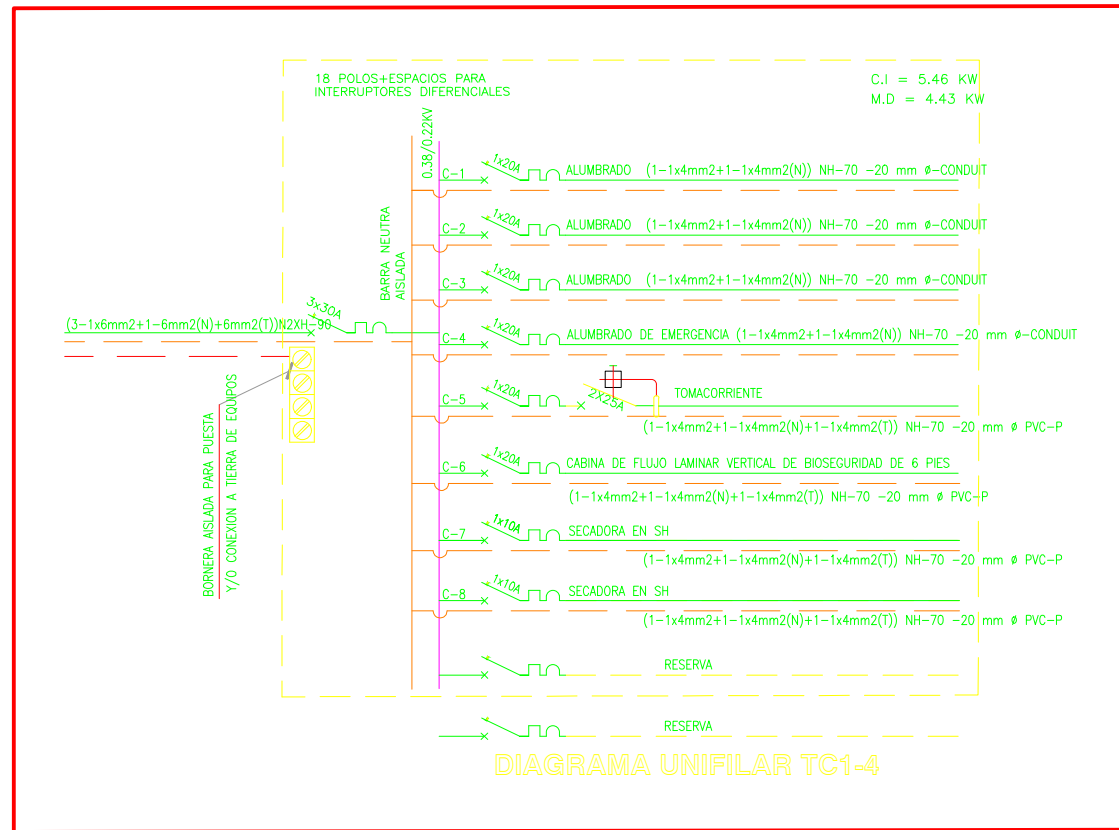 18 POLOS+ESPACIOS PARA
INTERRUPTORES DIFERENCIALES
C.I = 5.46 KW
M.D = 4.43 KW
0.38/0.22KV
BARRA NEUTRA
AISLADA
C-1 1x20A ALUMBRADO (1-1x4mm2+1-1x4mm2(N)) NH-70 -20 mm ø-CONDUIT
C-2 1x20A ALUMBRADO (1-1x4mm2+1-1x4mm2(N)) NH-70 -20 mm ø-CONDUIT
C-3 1x20A ALUMBRADO (1-1x4mm2+1-1x4mm2(N)) NH-70 -20 mm ø-CONDUIT
3x30A
(3-1x6mm2+1-6mm2(N)+6mm2(T))N2XH-90
C-4 1x20A ALUMBRADO DE EMERGENCIA (1-1x4mm2+1-1x4mm2(N)) NH-70 -20 mm ø-CONDUIT
C-5 1x20A 2X25A TOMACORRIENTE
(1-1x4mm2+1-1x4mm2(N)+1-1x4mm2(T)) NH-70 -20 mm ø PVC-P
C-6 1x20A CABINA DE FLUJO LAMINAR VERTICAL DE BIOSEGURIDAD DE 6 PIES
(1-1x4mm2+1-1x4mm2(N)+1-1x4mm2(T)) NH-70 -20 mm ø PVC-P
C-7 1x10A SECADORA EN SH
(1-1x4mm2+1-1x4mm2(N)+1-1x4mm2(T)) NH-70 -20 mm ø PVC-P
C-8 1x10A SECADORA EN SH
(1-1x4mm2+1-1x4mm2(N)+1-1x4mm2(T)) NH-70 -20 mm ø PVC-P
BORNERA AISLADA PARA PUESTA
Y/O CONEXION A TIERRA DE EQUIPOS
RESERVA
RESERVA
DIAGRAMA UNIFILAR TC1-4